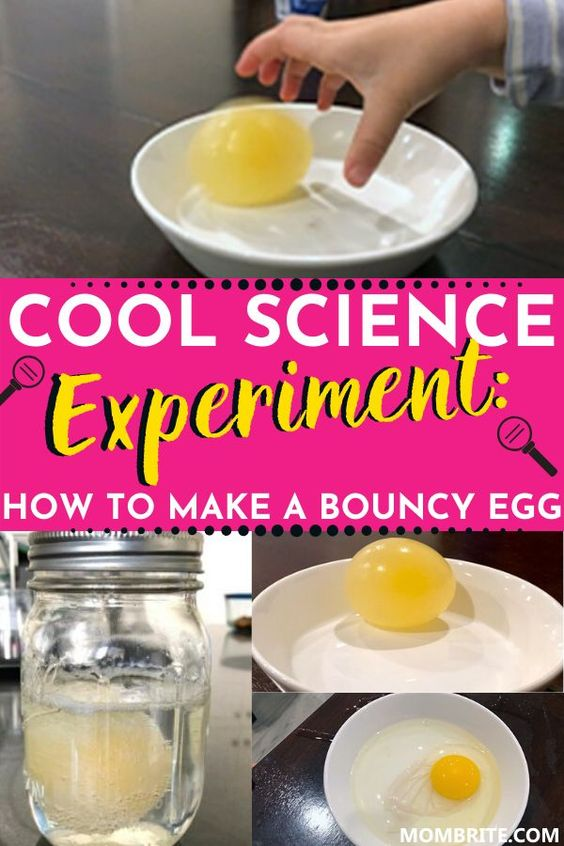 COOL SCIENCE
Experiment:
HOW TO MAKE A BOUNCY EGG
MOMBRITE.COM